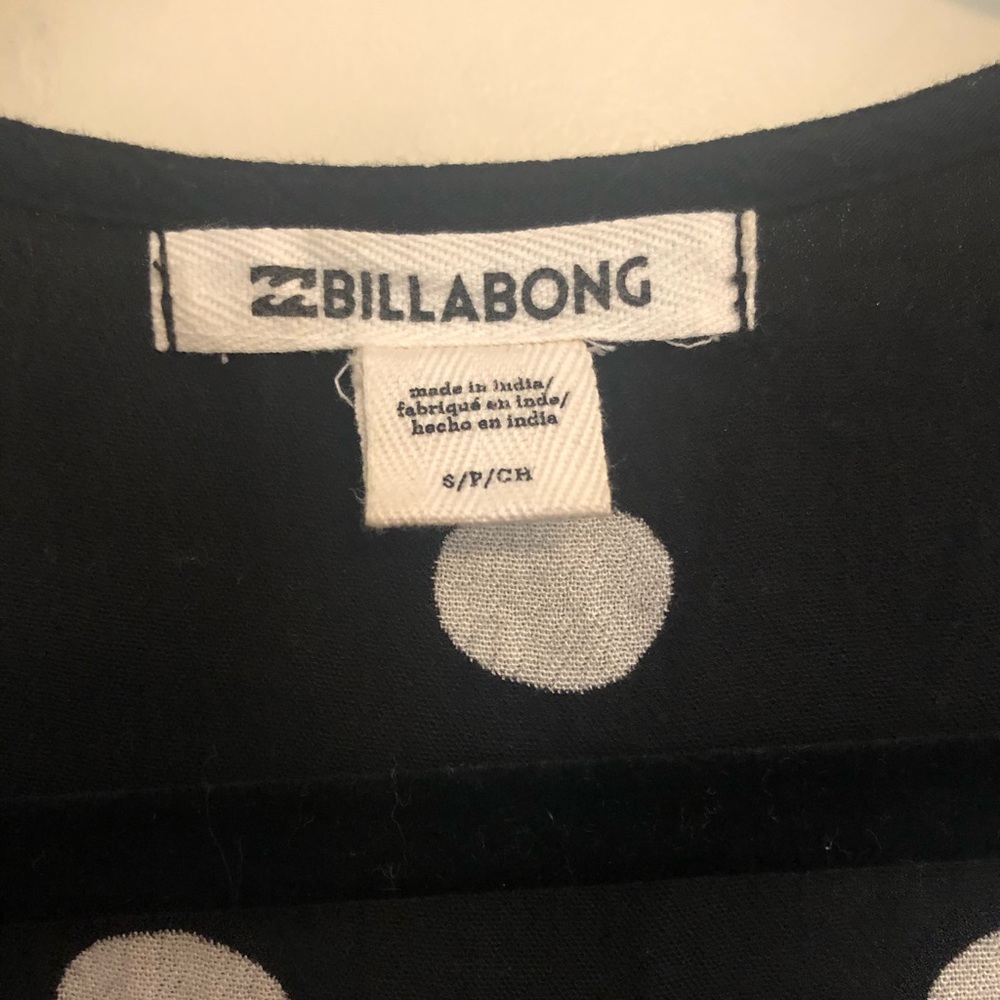 BILLABONG
made in india/
fabriqué en inde/
hecho en india
S/P/CH